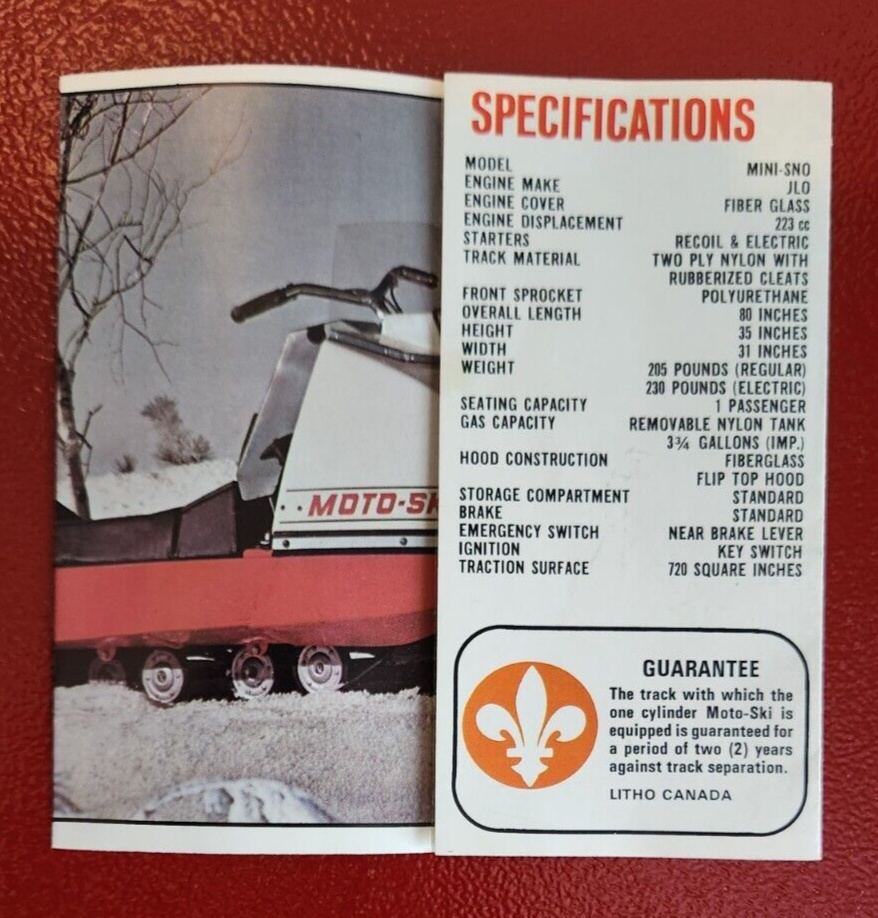 MOTO-SK
SPECIFICATIONS
MODEL MINI-SNO
ENGINE MAKE JLO
ENGINE COVER FIBER GLASS
ENGINE DISPLACEMENT 223 cc
STARTERS RECOIL & ELECTRIC
TRACK MATERIAL TWO PLY NYLON WITH
RUBBERIZED CLEATS
FRONT SPROCKET POLYURETHANE
OVERALL LENGTH 80 INCHES
HEIGHT 35 INCHES
WIDTH 31 INCHES
WEIGHT 205 POUNDS (REGULAR)
230 POUNDS (ELECTRIC)
SEATING CAPACITY 1 PASSENGER
GAS CAPACITY REMOVABLE NYLON TANK
3¾ GALLONS (IMP.)
HOOD CONSTRUCTION FIBERGLASS
FLIP TOP HOOD
STORAGE COMPARTMENT STANDARD
BRAKE STANDARD
EMERGENCY SWITCH NEAR BRAKE LEVER
IGNITION KEY SWITCH
TRACTION SURFACE 720 SQUARE INCHES
GUARANTEE
The track with which the
one cylinder Moto-Ski is
equipped is guaranteed for
a period of two (2) years
against track separation.
LITHO CANADA